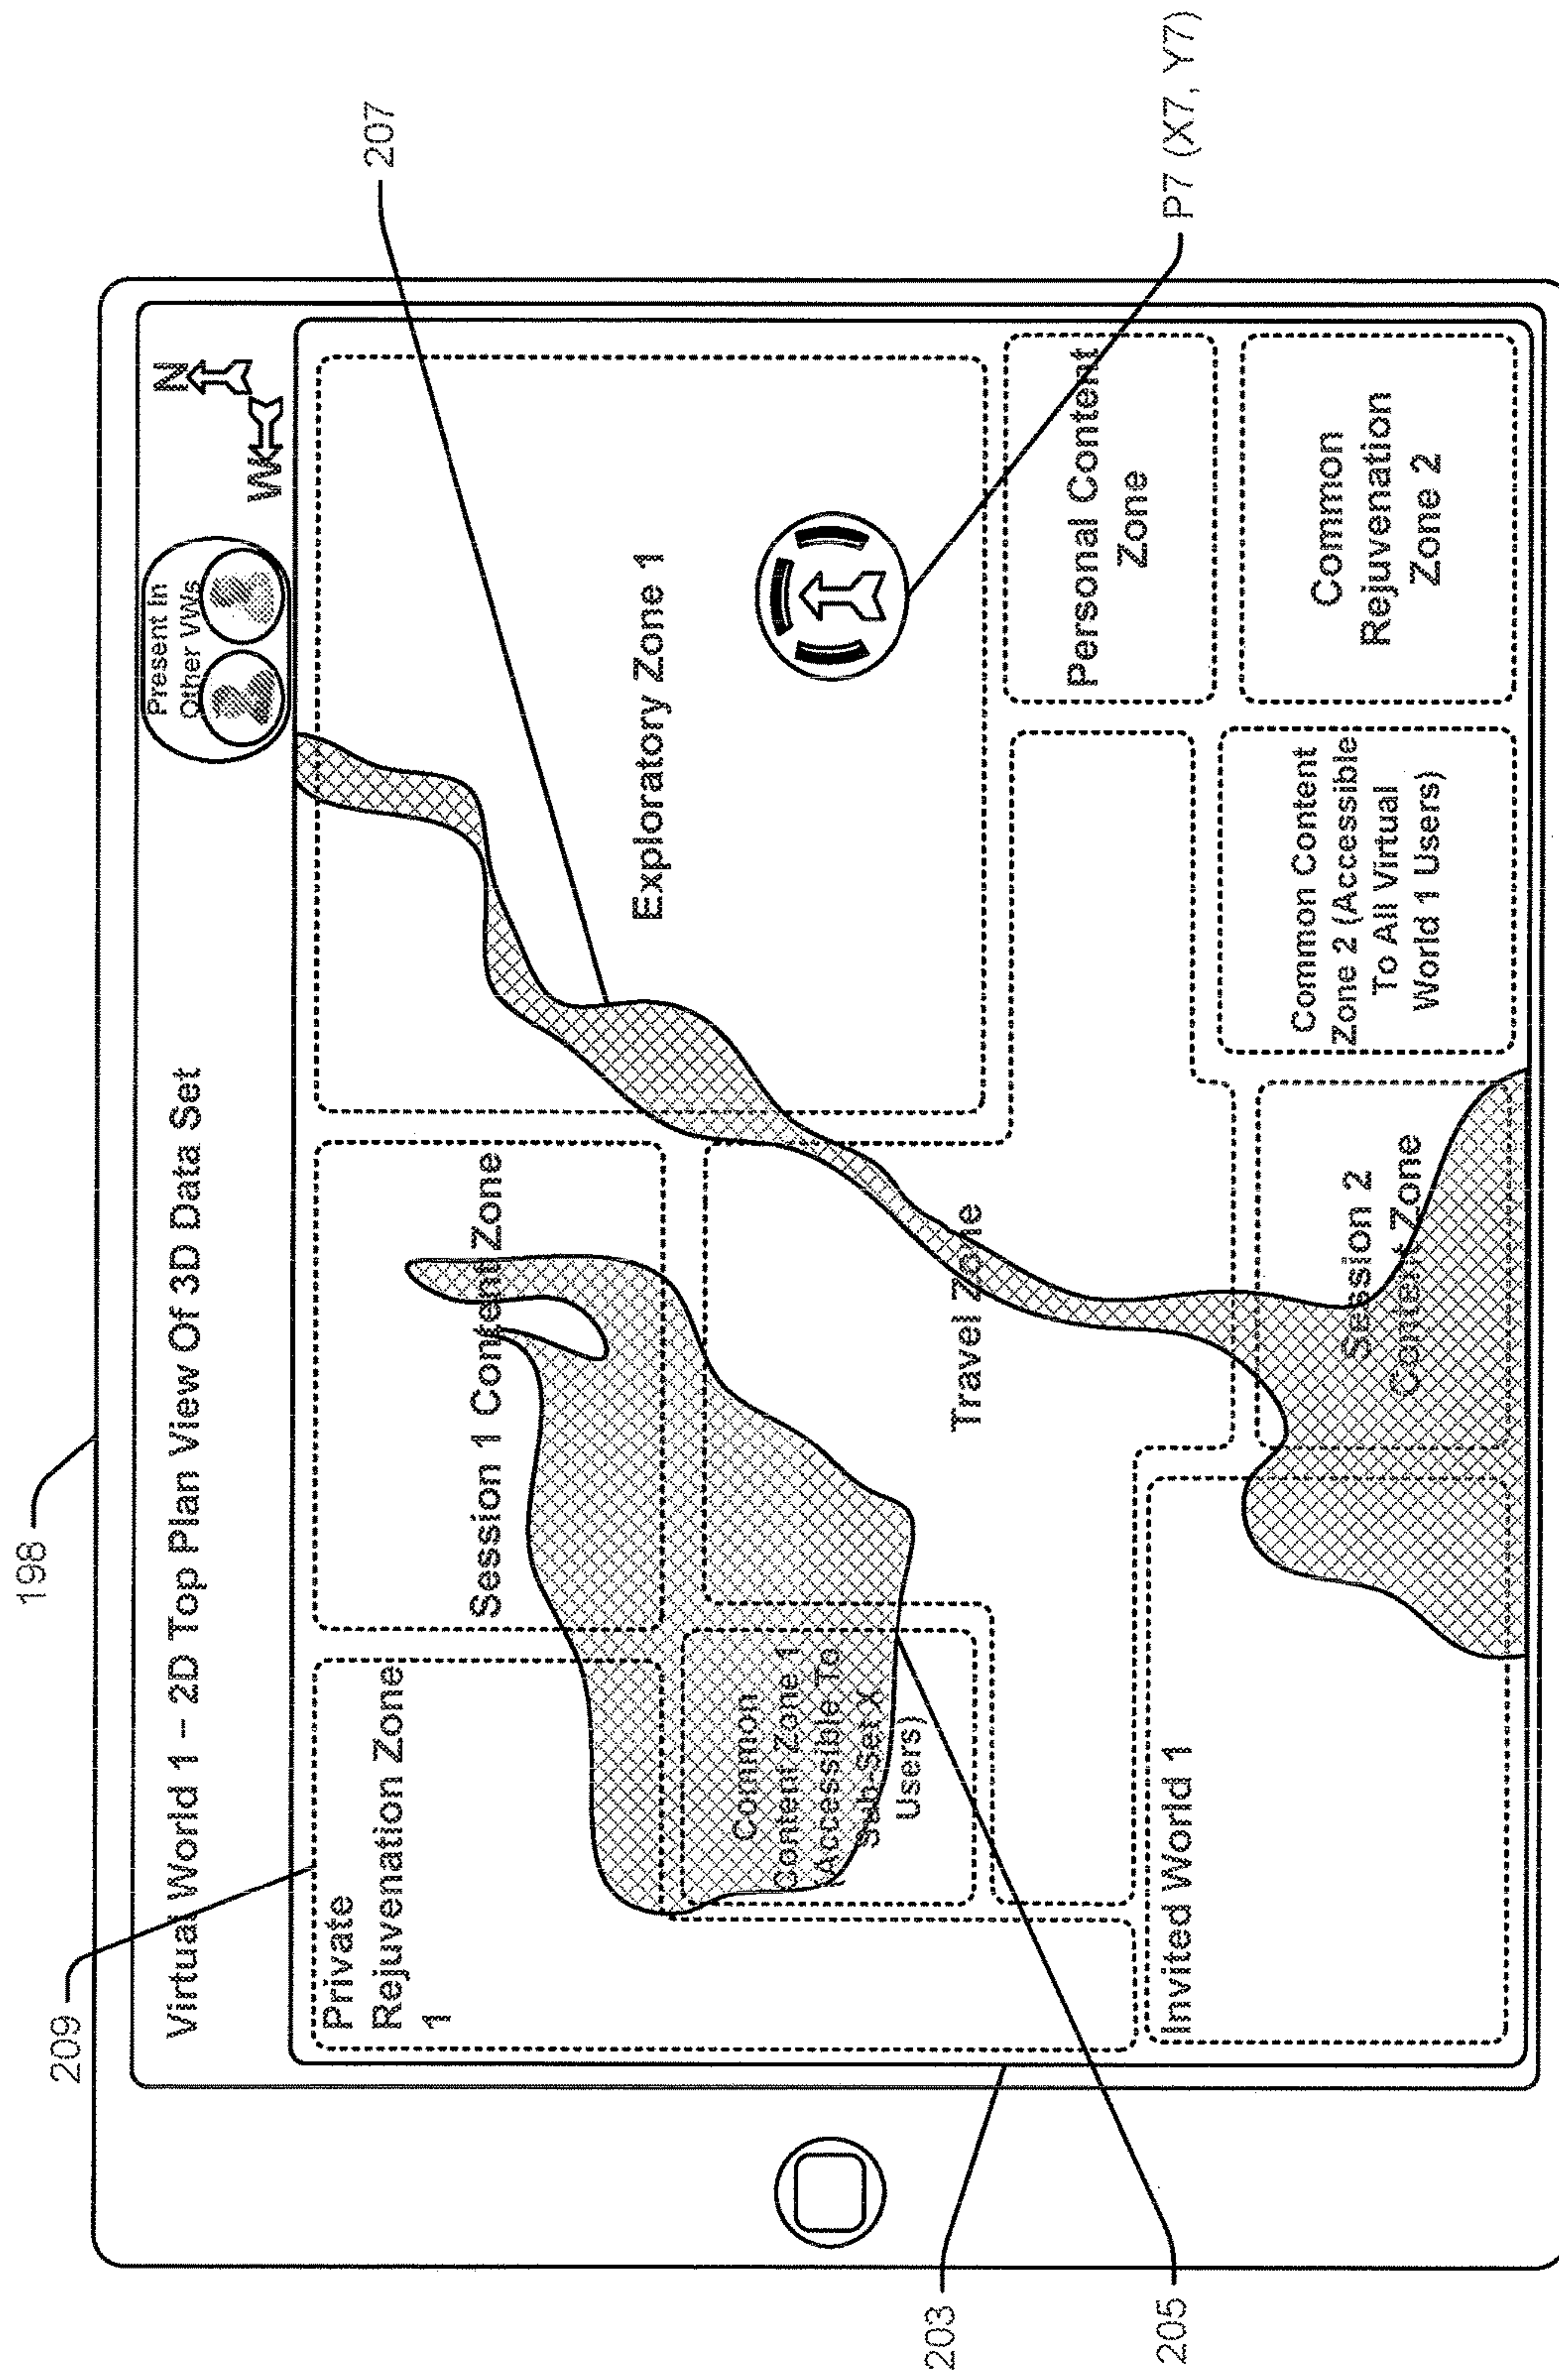 198
209
Virtual World 1 – 2D Top Plan View Of 3D Data Set
Present In
Other VWs
N
W
207
Private
Rejuvenation Zone
1
Session 1 Content Zone
Exploratory Zone 1
Common
Content Zone 1
(Accessible To
Sub-Set X
Users)
Travel Zone
P7 (X7, Y7)
Personal Content
Zone
Invited World 1
Session 2
Content Zone
Common Content
Zone 2 (Accessible
To All Virtual
World 1 Users)
Common
Rejuvenation
Zone 2
203
205